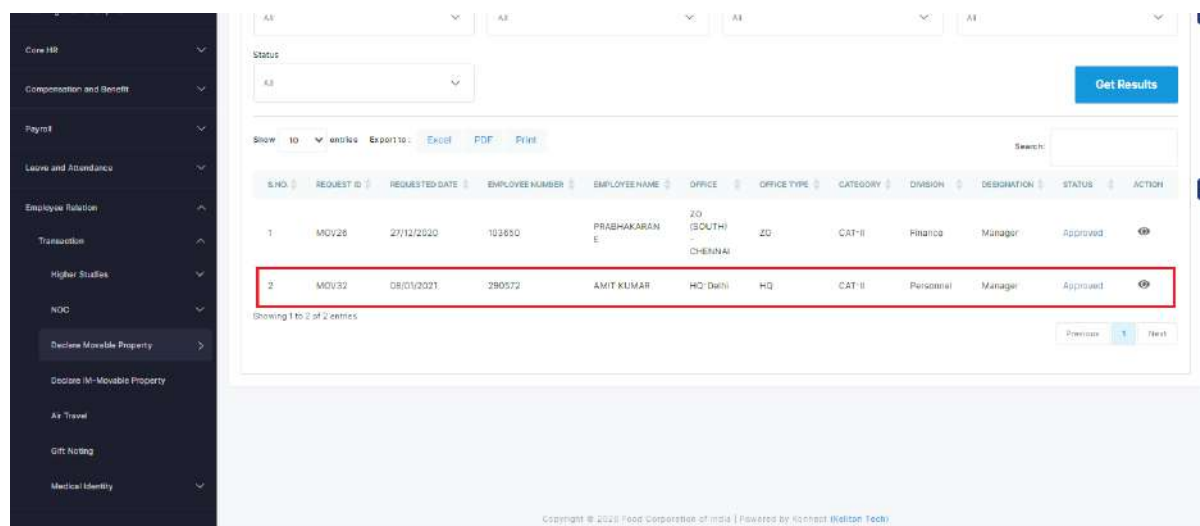 All All All All
Core HR
Status
All
Compensation and Benefit
Get Results
Payroll
Show 10 entries Export to : Excel PDF Print
Search:
Leave and Attendance
S.NO. REQUEST ID REQUESTED DATE EMPLOYEE NUMBER EMPLOYEE NAME OFFICE OFFICE TYPE CATEGORY DIVISION DESIGNATION STATUS ACTION
Employee Relation
1 MOV26 27/12/2020 103650 PRABHAKARAN E ZO (SOUTH) - CHENNAI ZO CAT-II Finance Manager Approved
Transaction
Higher Studies
2 MOV32 08/01/2021 290572 AMIT KUMAR HQ-Delhi HQ CAT-II Personnel Manager Approved
NOC
Showing 1 to 2 of 2 entries
Previous 1 Next
Declare Movable Property
Declare IM-Movable Property
Air Travel
Gift Noting
Medical Identity
Copyright © 2020 Food Corporation of India | Powered by Konnect (Kellton Tech)